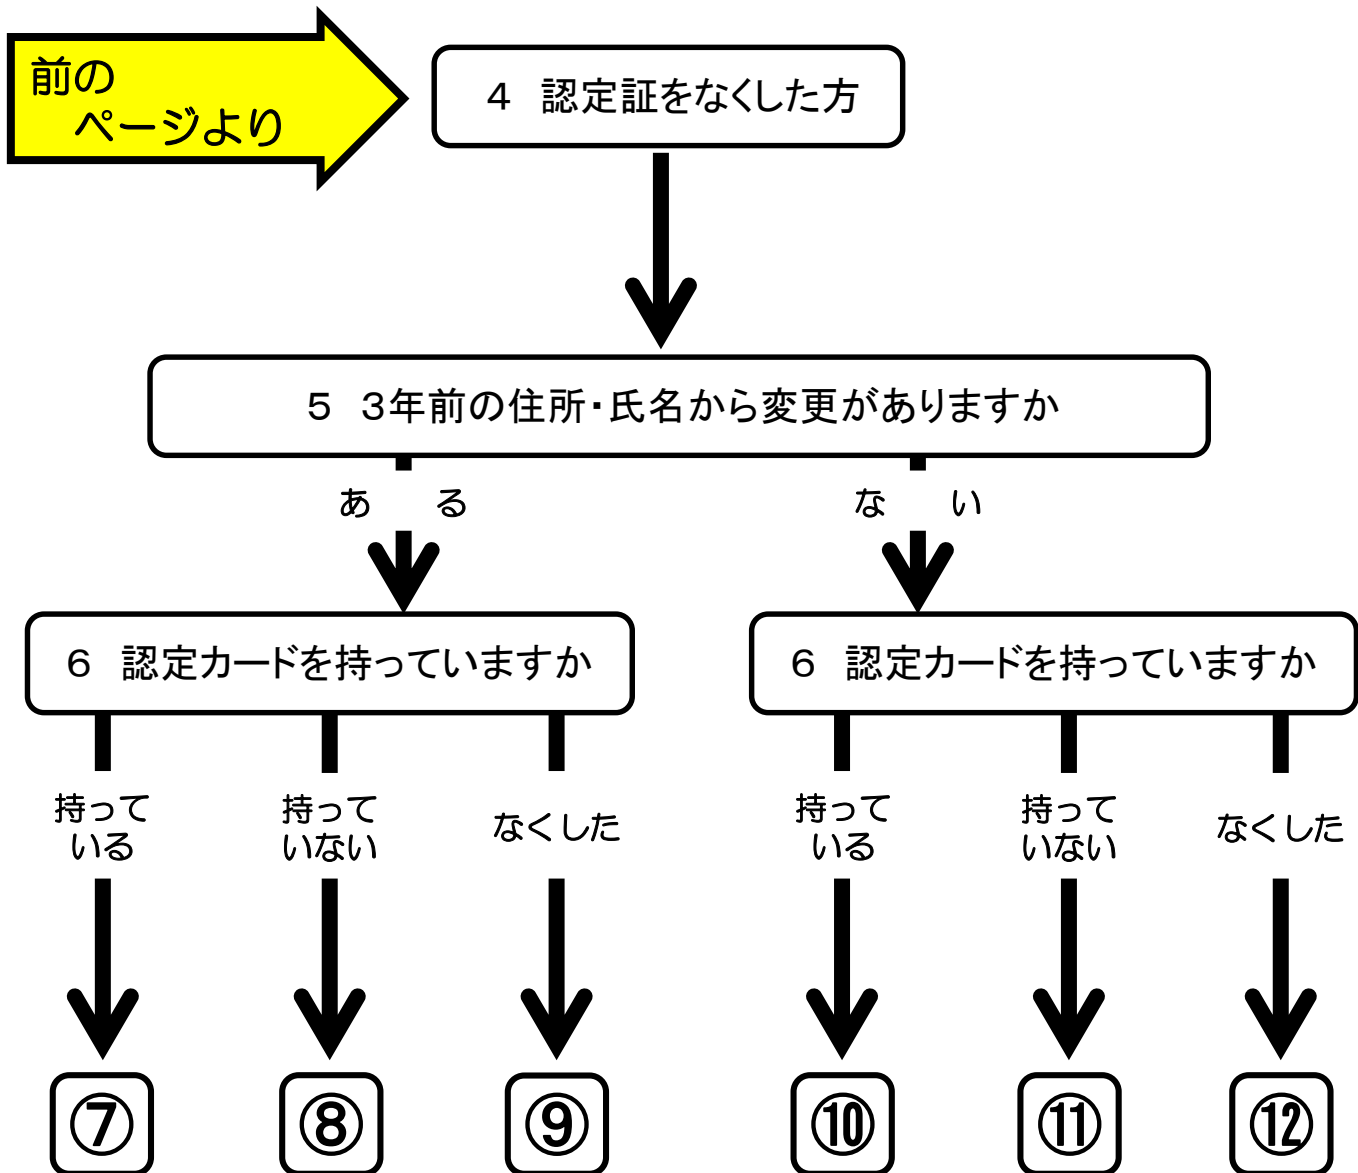 前の
ページより
４　認定証をなくした方
５　３年前の住所・氏名から変更がありますか
あ　る
な　い
６　認定カードを持っていますか
６　認定カードを持っていますか
持って
いる
持って
いない
なくした
持って
いる
持って
いない
なくした
⑦
⑧
⑨
⑩
⑪
⑫